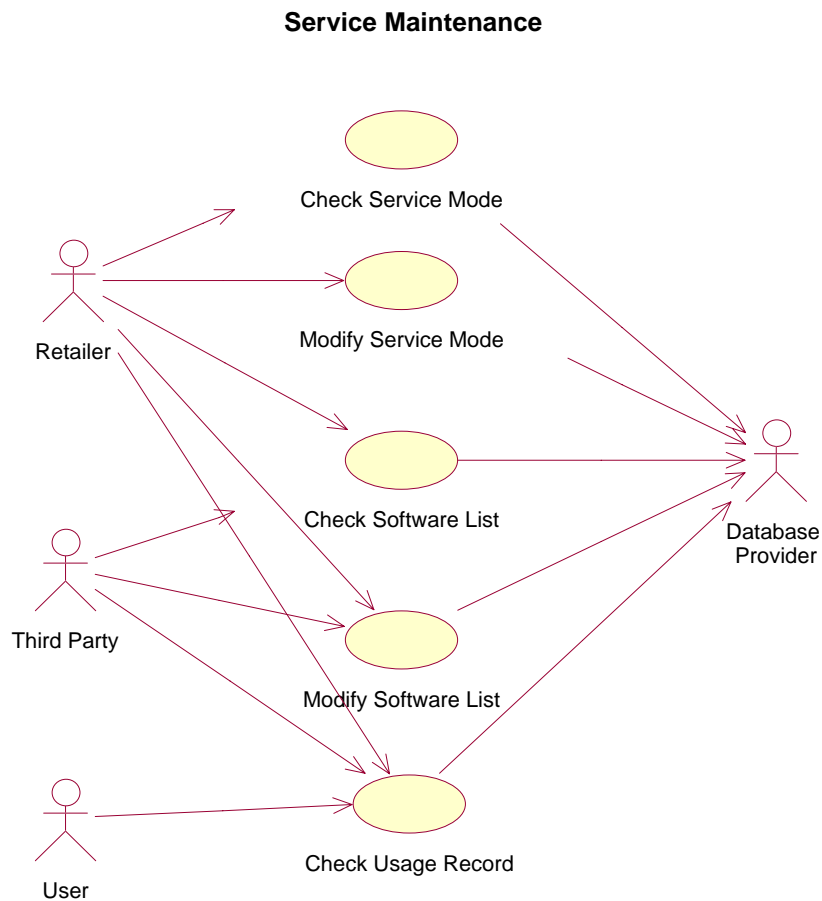 Service Maintenance
Check Service Mode
Retailer
Modify Service Mode
Check Software List
Database
Provider
Third Party
Modify Software List
Check Usage Record
User